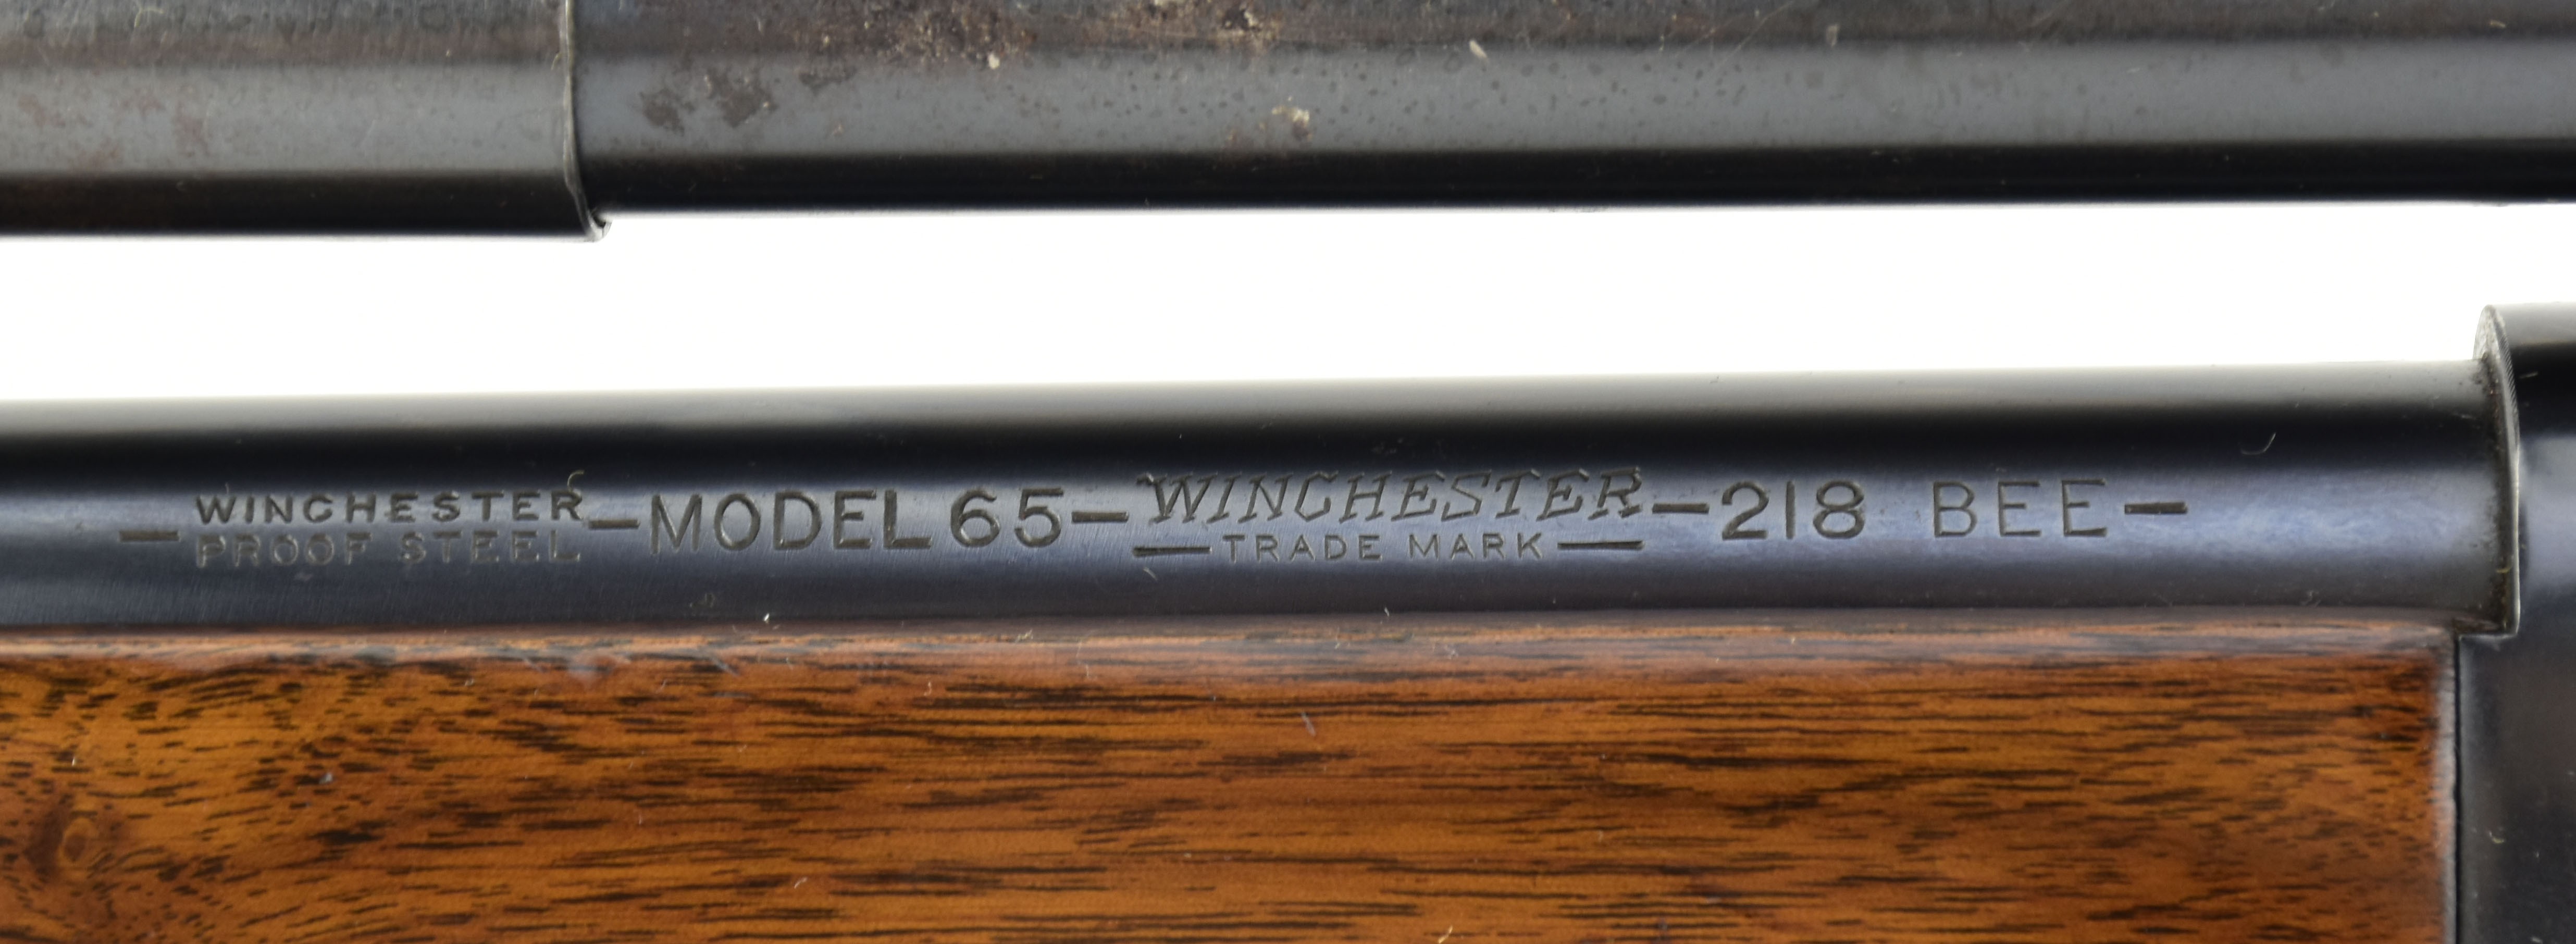 WINCHESTER
PROOF STEEL
-MODEL 65-
WINCHESTER
TRADE MARK
-218 BEE-